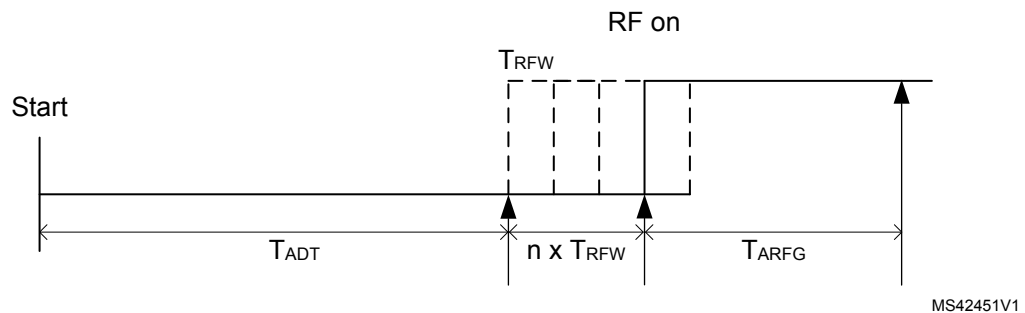 RF on
TRFW
Start
TADT
n x TRFW
TARFG
MS42451V1